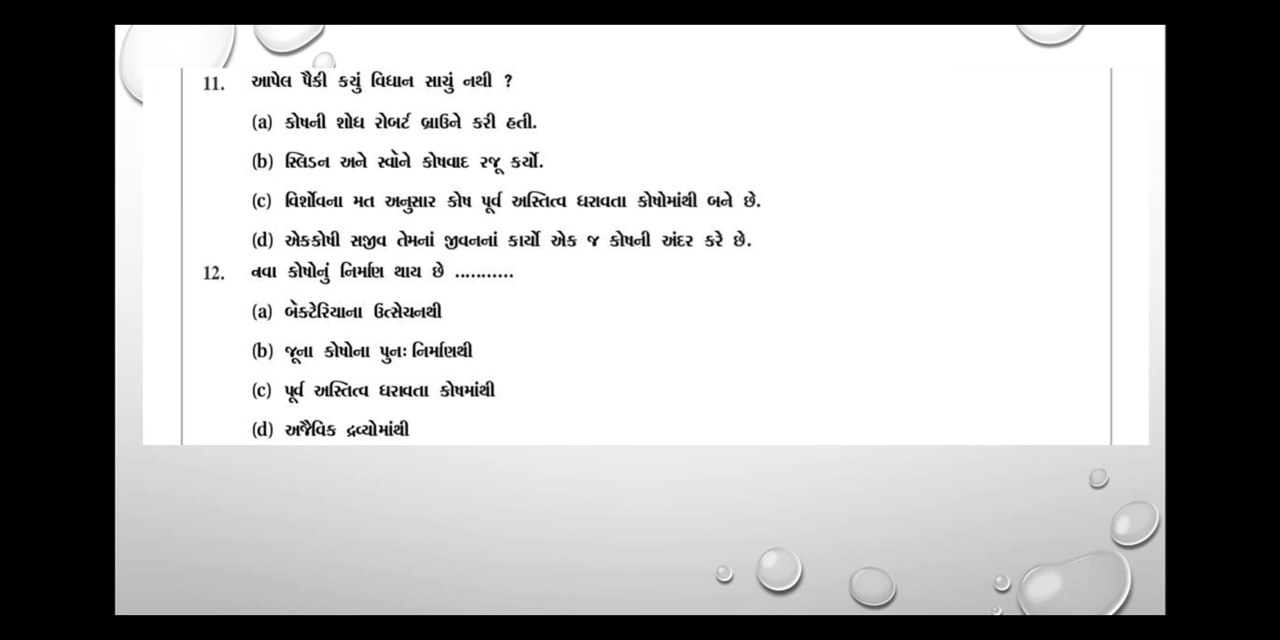 11. આપેલ પૈકી કયું વિધાન સાચું નથી ?
(a) કોષની શોધ રોબર્ટ બ્રાઉને કરી હતી.
(b) સ્લિડન અને સ્વૉને કોષવાદ રજૂ કર્યો.
(c) વિર્શોવના મત અનુસાર કોષ પૂર્વ અસ્તિત્વ ધરાવતા કોષોમાંથી બને છે.
(d) એકકોષી સજીવ તેમનાં જીવનનાં કાર્યો એક જ કોષની અંદર કરે છે.
12. નવા કોષોનું નિર્માણ થાય છે ...........
(a) બૅક્ટેરિયાના ઉત્સેચનથી
(b) જૂના કોષોના પુનઃ નિર્માણથી
(c) પૂર્વ અસ્તિત્વ ધરાવતા કોષમાંથી
(d) અજૈવિક દ્રવ્યોમાંથી